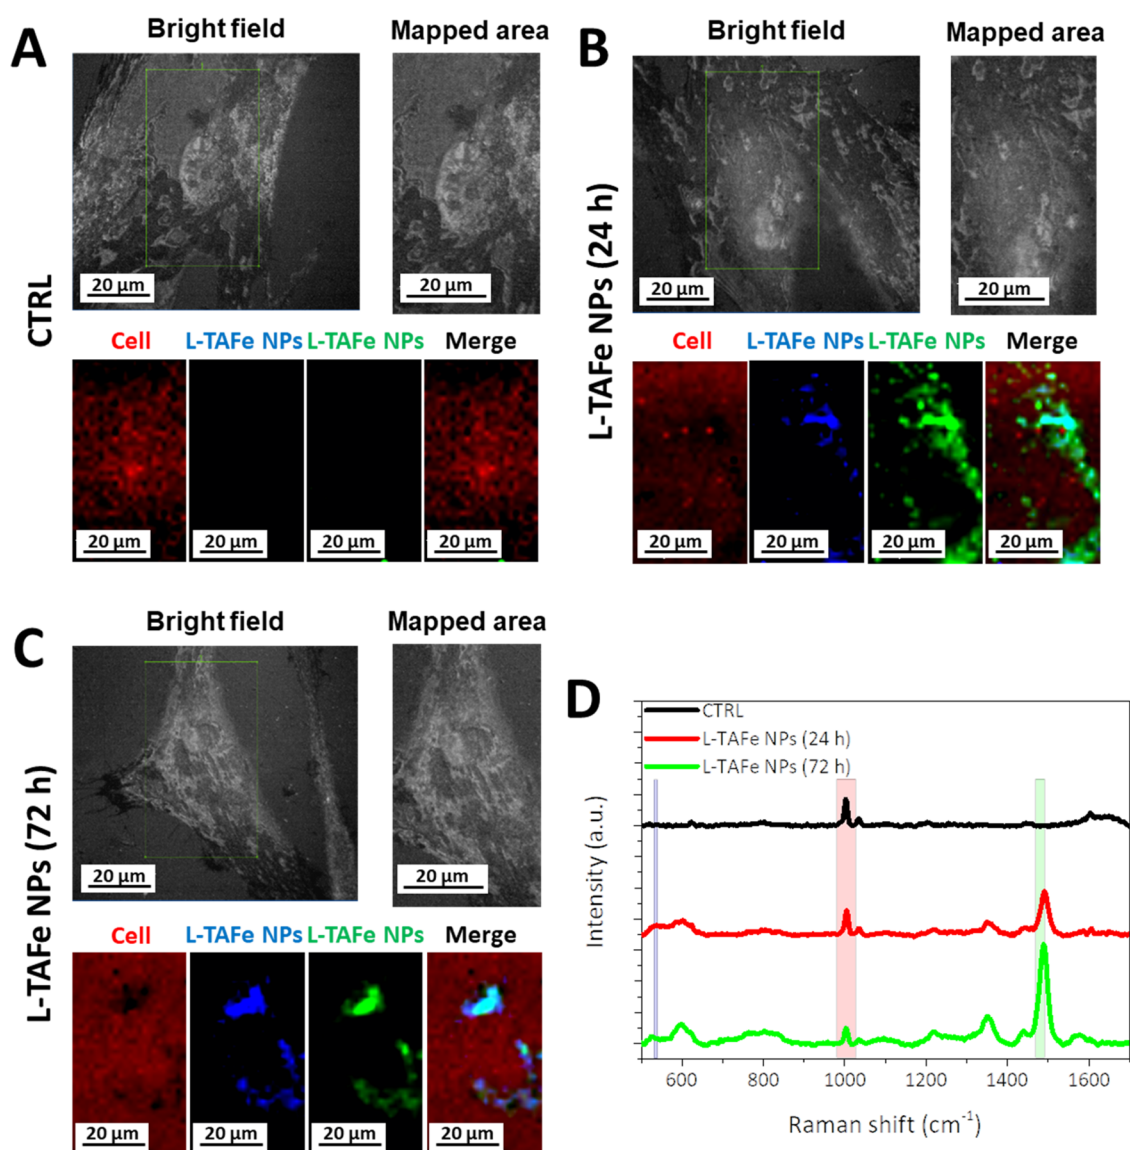 A
Bright field
Mapped area
CTRL
20 µm
20 µm
Cell
L-TAFe NPs
L-TAFe NPs
Merge
20 µm
20 µm
20 µm
20 µm
B
Bright field
Mapped area
L-TAFe NPs (24 h)
20 µm
20 µm
Cell
L-TAFe NPs
L-TAFe NPs
Merge
20 µm
20 µm
20 µm
20 µm
C
Bright field
Mapped area
L-TAFe NPs (72 h)
20 µm
20 µm
Cell
L-TAFe NPs
L-TAFe NPs
Merge
20 µm
20 µm
20 µm
20 µm
D
CTRL
L-TAFe NPs (24 h)
L-TAFe NPs (72 h)
Intensity (a.u.)
600 800 1000 1200 1400 1600
Raman shift (cm⁻¹)